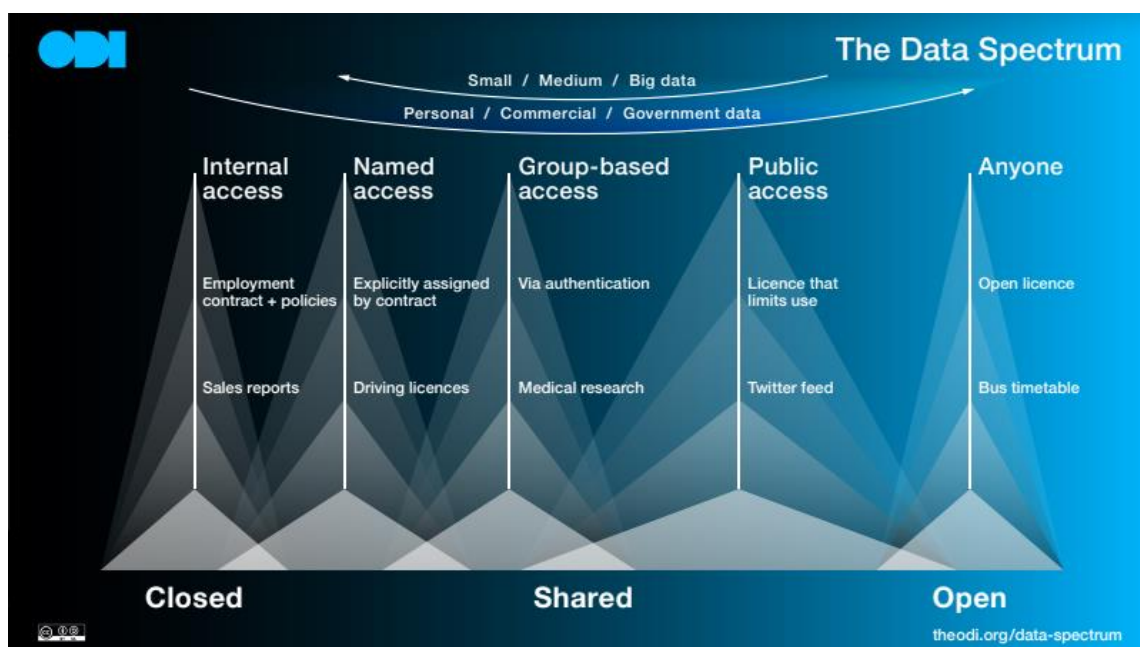 ODI
The Data Spectrum
Small / Medium / Big data
Personal / Commercial / Government data
Internal
access
Named
access
Group-based
access
Public
access
Anyone
Employment
contract + policies
Explicitly assigned
by contract
Via authentication
Licence that
limits use
Open licence
Sales reports
Driving licences
Medical research
Twitter feed
Bus timetable
Closed
Shared
Open
theodi.org/data-spectrum